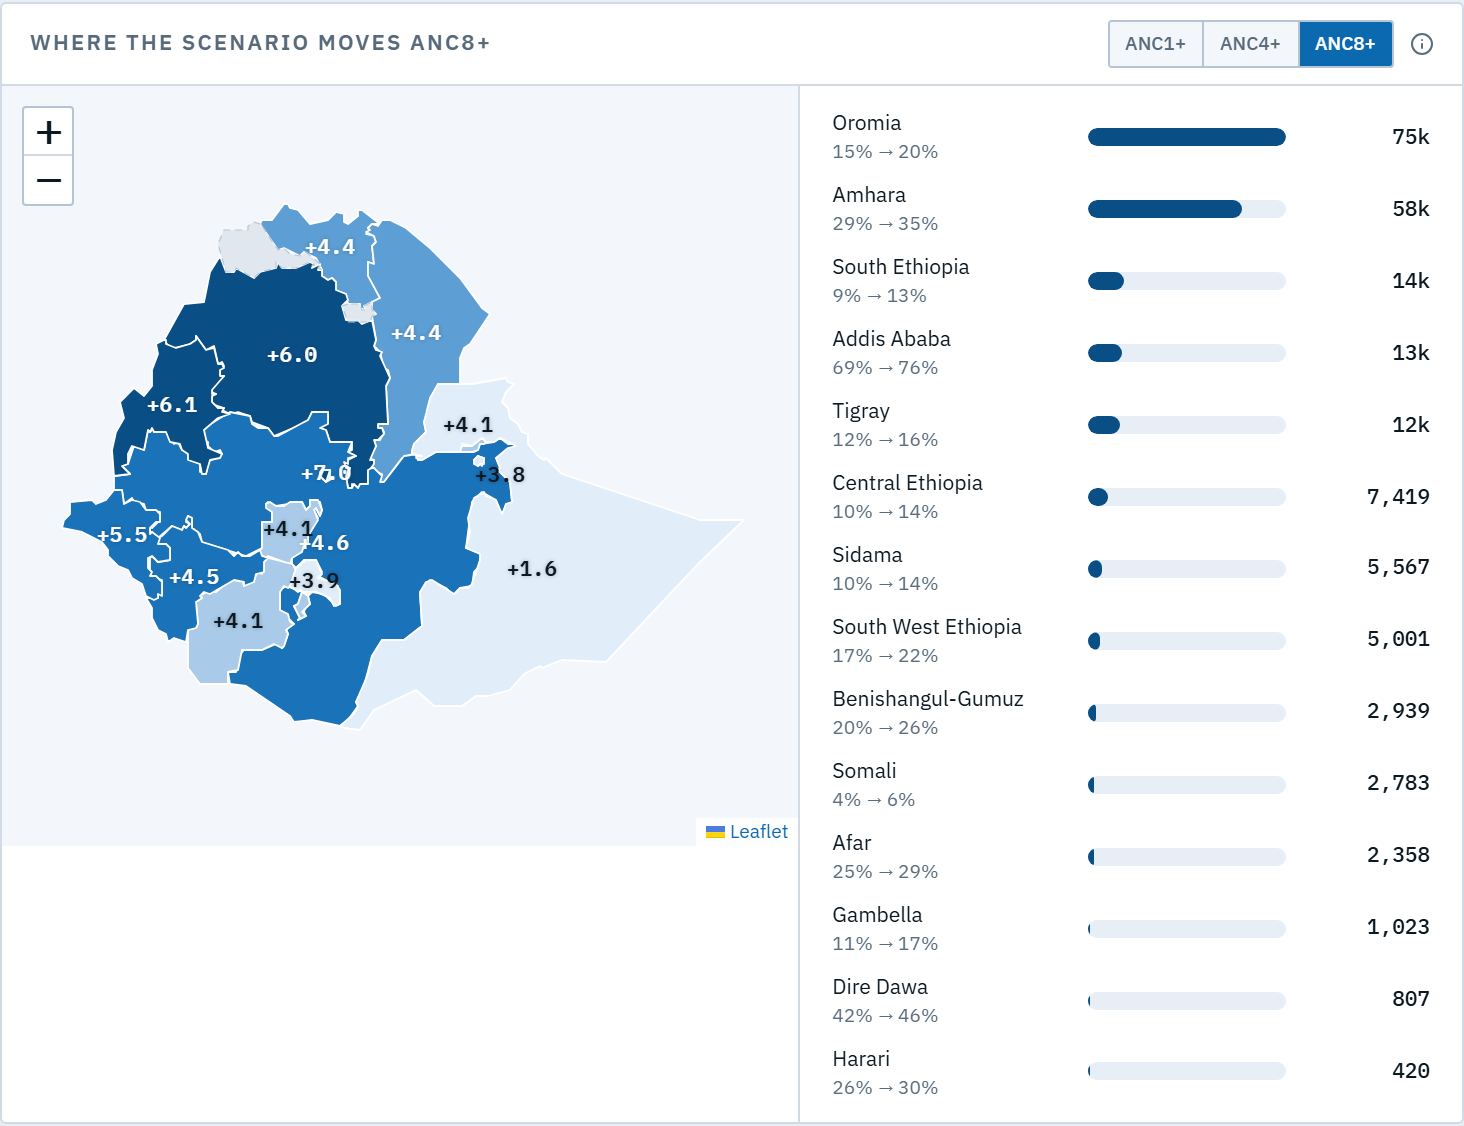 WHERE THE SCENARIO MOVES ANC8+
ANC1+ ANC4+ ANC8+
+
−
+4.4
+4.4
+6.0
+6.1
+4.1
+7.0
+3.8
+5.5
+4.1
+4.6
+1.6
+4.5
+3.9
+4.1
Leaflet
Oromia
15% → 20%
75k
Amhara
29% → 35%
58k
South Ethiopia
9% → 13%
14k
Addis Ababa
69% → 76%
13k
Tigray
12% → 16%
12k
Central Ethiopia
10% → 14%
7,419
Sidama
10% → 14%
5,567
South West Ethiopia
17% → 22%
5,001
Benishangul-Gumuz
20% → 26%
2,939
Somali
4% → 6%
2,783
Afar
25% → 29%
2,358
Gambella
11% → 17%
1,023
Dire Dawa
42% → 46%
807
Harari
26% → 30%
420